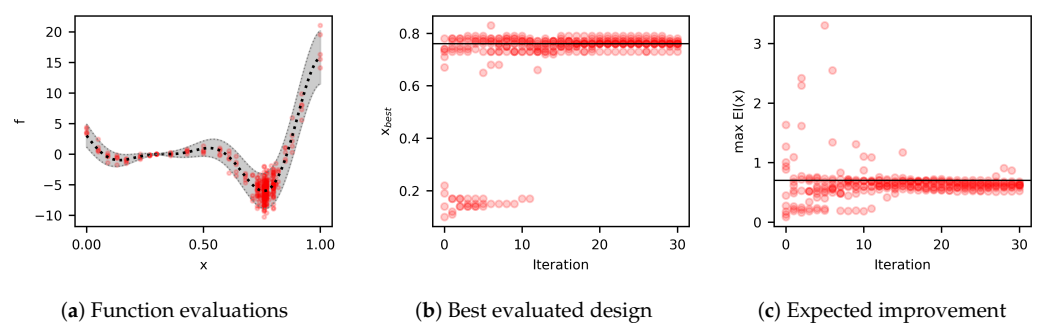 20
15
10
5
0
−5
−10
f
0.00
0.50
1.00
x
(a) Function evaluations
0.8
0.6
0.4
0.2
x_best
0
10
20
30
Iteration
(b) Best evaluated design
3
2
1
0
max EI(x)
0
10
20
30
Iteration
(c) Expected improvement